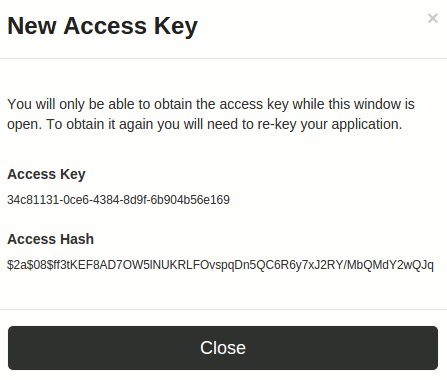 New Access Key
×
You will only be able to obtain the access key while this window is
open. To obtain it again you will need to re-key your application.
Access Key
34c81131-0ce6-4384-8d9f-6b904b56e169
Access Hash
$2a$08$ff3tKEF8AD7OW5lNUKRLFOvspqDn5QC6R6y7xJ2RY/MbQMdY2wQJq
Close